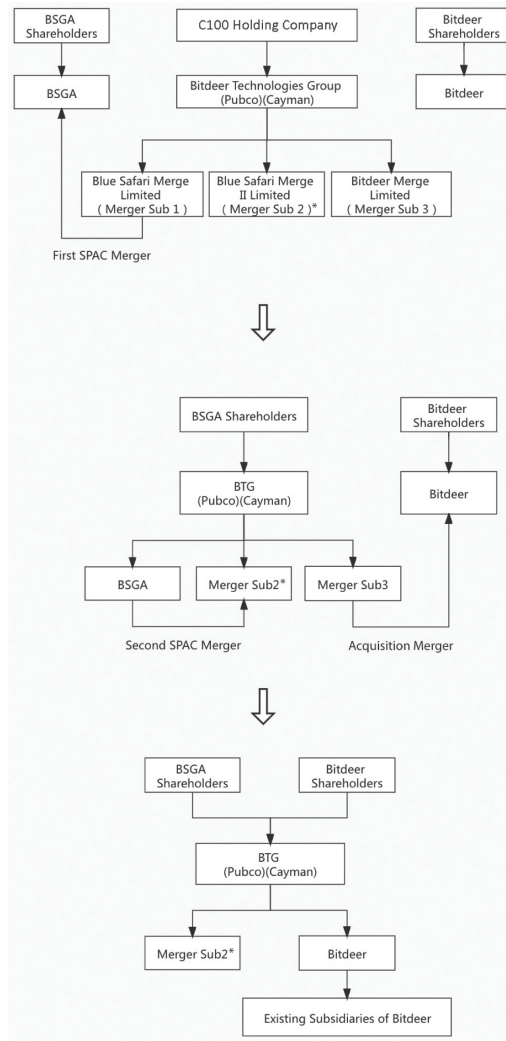 BSGA
Shareholders
C100 Holding Company
Bitdeer
Shareholders
BSGA
Bitdeer Technologies Group
(Pubco)(Cayman)
Bitdeer
Blue Safari Merge
Limited
( Merger Sub 1 )
Blue Safari Merge
II Limited
( Merger Sub 2 )*
Bitdeer Merge
Limited
( Merger Sub 3 )
First SPAC Merger
BSGA Shareholders
Bitdeer
Shareholders
BTG
(Pubco)(Cayman)
Bitdeer
BSGA
Merger Sub2*
Merger Sub3
Second SPAC Merger
Acquisition Merger
BSGA
Shareholders
Bitdeer
Shareholders
BTG
(Pubco)(Cayman)
Merger Sub2*
Bitdeer
Existing Subsidiaries of Bitdeer